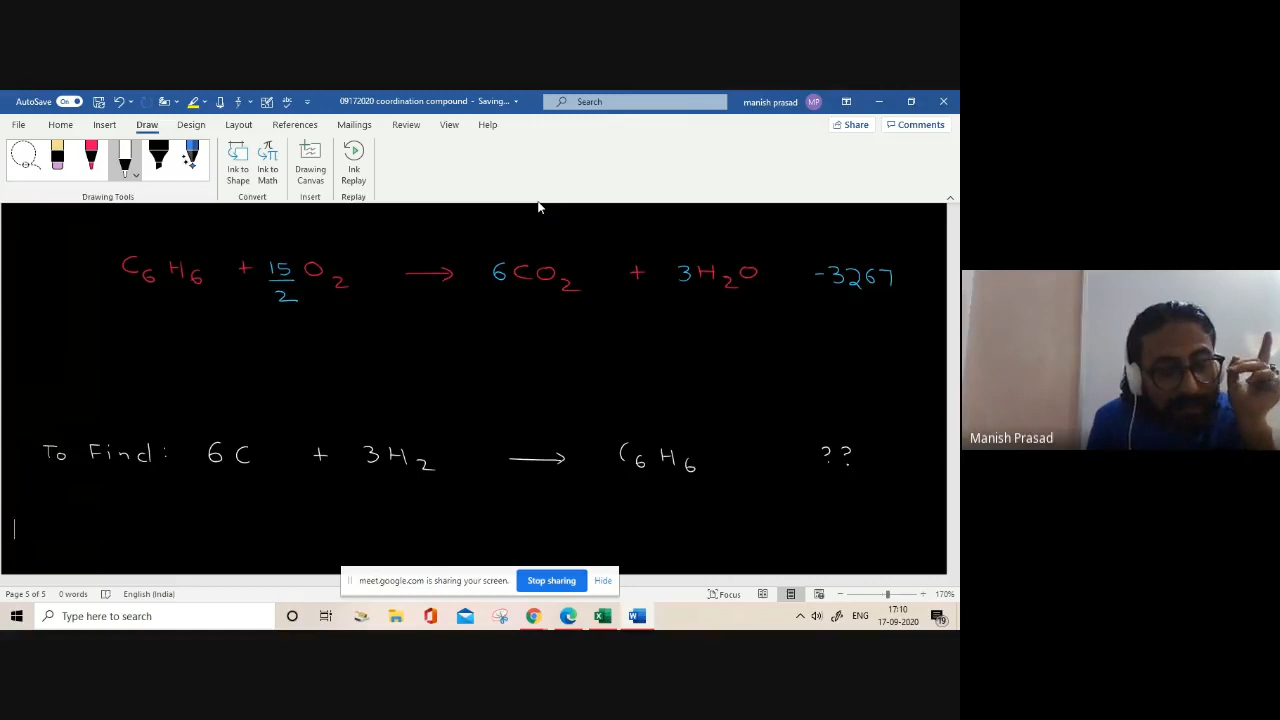 AutoSave On 09172020 coordination compound - Saving... Search manish prasad MP
File Home Insert Draw Design Layout References Mailings Review View Help Share Comments
Ink to Shape Ink to Math Drawing Canvas Ink Replay
Drawing Tools Convert Insert Replay
C6H6 + 15/2 O2 → 6CO2 + 3H2O -3267
To Find: 6C + 3H2 → C6H6 ??
Manish Prasad
meet.google.com is sharing your screen. Stop sharing Hide
Page 5 of 5 0 words English (India) Focus 170%
Type here to search ENG 17:10 17-09-2020 19